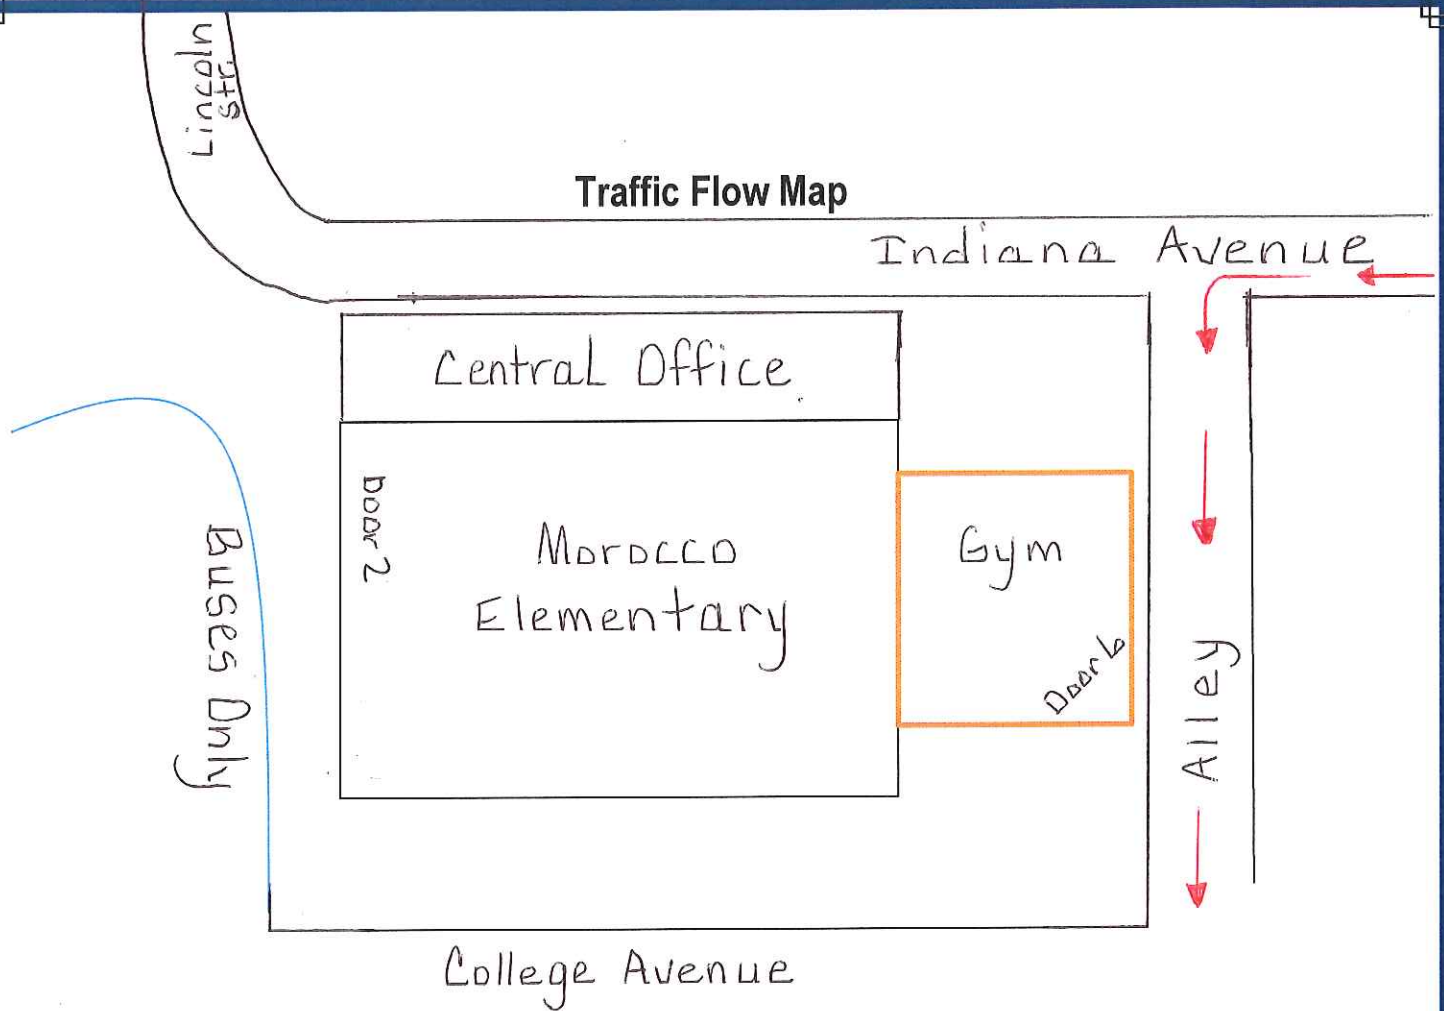 Lincoln
Str.
Traffic Flow Map
Indiana Avenue
Central Office
Door 2
Morocco
Elementary
Gym
Door 6
Buses Only
Alley
College Avenue